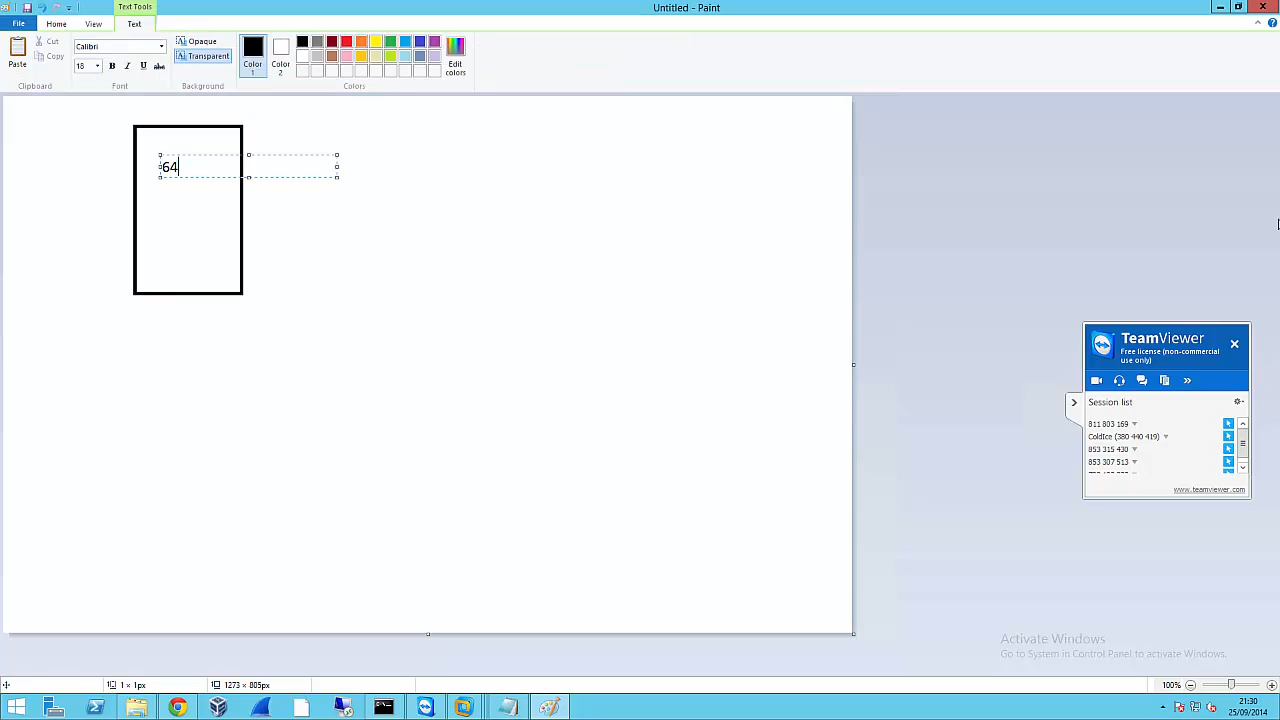 Text Tools
Untitled - Paint
File
Home
View
Text
Paste
Cut
Copy
Clipboard
Calibri
18
B I U abc
Font
Opaque
Transparent
Background
Color 1
Color 2
Edit colors
Colors
64
TeamViewer
Free license (non-commercial use only)
Session list
811 803 169
ColdIce (380 440 419)
853 315 430
853 307 513
www.teamviewer.com
Activate Windows
Go to System in Control Panel to activate Windows.
1 × 1px
1273 × 805px
100%
21:30
25/09/2014